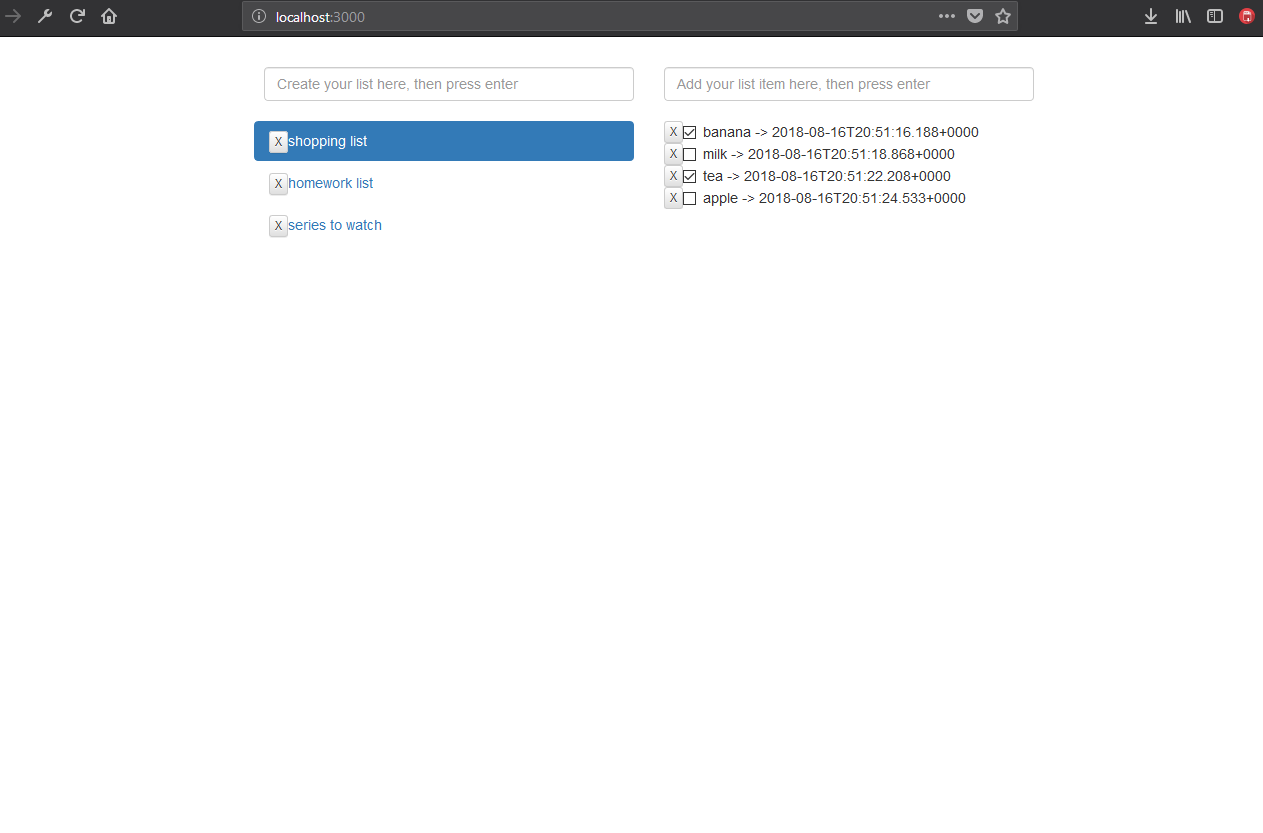 localhost:3000
Create your list here, then press enter
Add your list item here, then press enter
X shopping list
X homework list
X series to watch
X banana -> 2018-08-16T20:51:16.188+0000
X milk -> 2018-08-16T20:51:18.868+0000
X tea -> 2018-08-16T20:51:22.208+0000
X apple -> 2018-08-16T20:51:24.533+0000